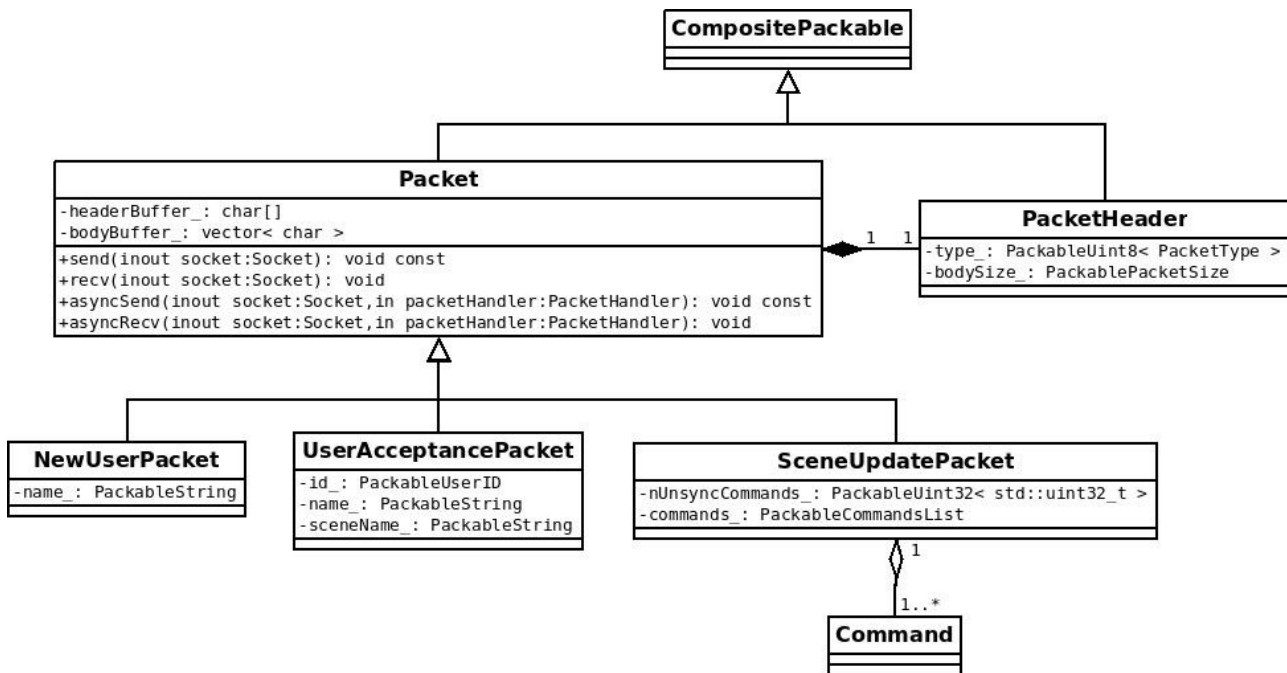 CompositePackable
Packet
-headerBuffer_: char[]
-bodyBuffer_: vector< char >
+send(inout socket:Socket): void const
+recv(inout socket:Socket): void
+asyncSend(inout socket:Socket,in packetHandler:PacketHandler): void const
+asyncRecv(inout socket:Socket,in packetHandler:PacketHandler): void
1 1
PacketHeader
-type_: PackableUint8< PacketType >
-bodySize_: PackablePacketSize
NewUserPacket
-name_: PackableString
UserAcceptancePacket
-id_: PackableUserID
-name_: PackableString
-sceneName_: PackableString
SceneUpdatePacket
-nUnsyncCommands_: PackableUint32< std::uint32_t >
-commands_: PackableCommandsList
1
1..*
Command